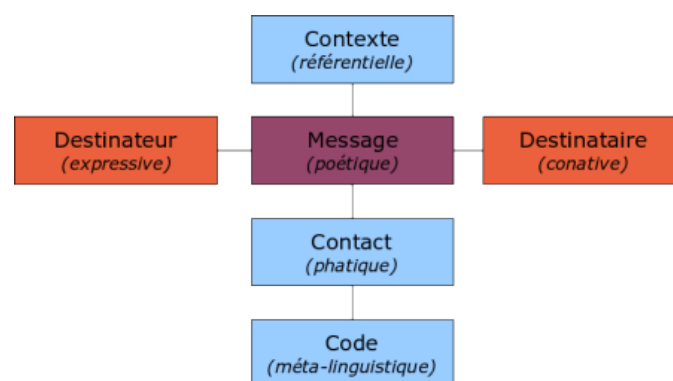 Contexte
(référentielle)
Destinateur
(expressive)
Message
(poétique)
Destinataire
(conative)
Contact
(phatique)
Code
(méta-linguistique)